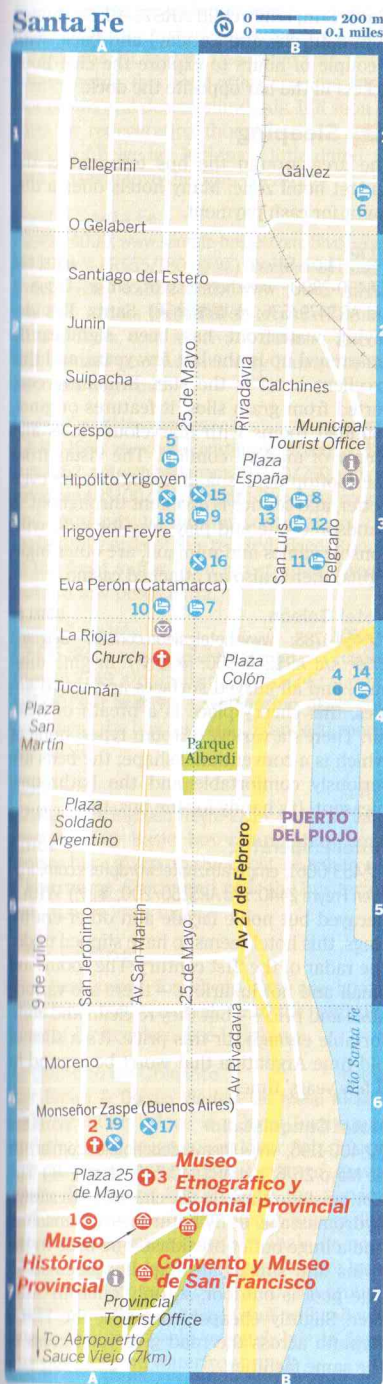 Santa Fe
0 200 m
0 0.1 miles
A B
1
Pellegrini
Gálvez
6
O Gelabert
Santiago del Estero
2
Junín
Suipacha
25 de Mayo
Rivadavia
Calchines
Crespo
Municipal
Tourist Office
5
Plaza
España
Hipólito Yrigoyen
15
8
3
3
18
9
13
12
Irigoyen Freyre
San Luis
Belgrano
16
11
Eva Perón (Catamarca)
10
7
La Rioja
Church
Plaza
Colón
4
14
Tucumán
4
4
Plaza
San
Martín
Parque
Alberdi
Plaza
Soldado
Argentino
PUERTO
DEL PIOJO
Av 27 de Febrero
5
5
9 de Julio
San Jerónimo
Av San Martín
25 de Mayo
Av Rivadavia
Río Santa Fe
Moreno
6
6
Monseñor Zaspe (Buenos Aires)
2
19
17
Plaza 25
de Mayo
3
Museo
Etnográfico y
Colonial Provincial
1
Museo
Histórico
Provincial
Convento y Museo
de San Francisco
7
7
Provincial
Tourist Office
To Aeropuerto
Sauce Viejo (7km)
A B